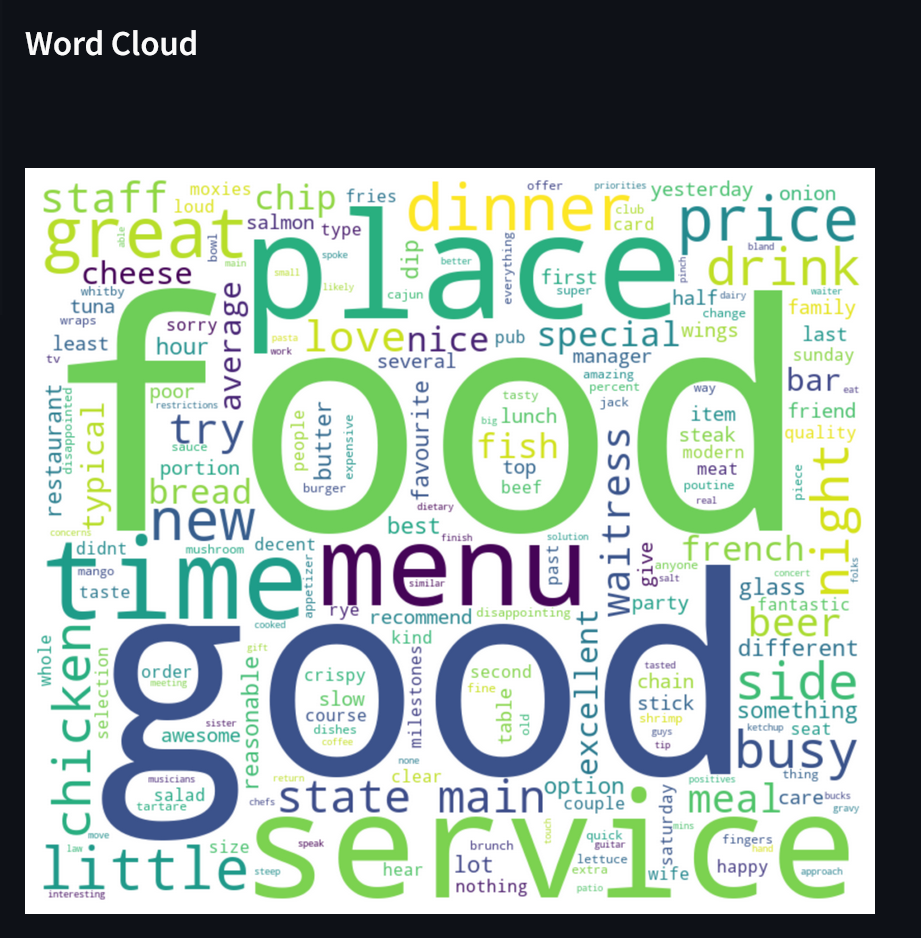 Word Cloud
staff
moxies
loud
chip
fries
dinner
offer
priorities
club
card
yesterday
onion
great
able
bowl
main
salmon
type
place
price
cheese
whitby
tuna
wraps
least
tv
small
spoke
likely
dip
better
cajun
everything
first
super
pinch
bland
drink
half
dairy
change
waiter
family
sorry
hour
average
pasta
work
love
nice
pub
special
wings
last
sunday
several
manager
amazing
percent
jack
bar
eat
food
poor
restrictions
try
sauce
portion
bread
restaurant
disappointed
typical
people
butter
expensive
burger
favourite
tasty
big
lunch
fish
top
beef
way
item
steak
modern
meat
poutine
real
friend
quality
piece
night
waitress
new
dietary
best
finish
solution
concerns
didnt
mango
taste
mushroom
decent
time
appetizer
menu
similar
past
give
french
anyone
salt
concert
folks
glass
fantastic
rye
recommend
disappointing
party
beer
different
cooked
kind
excellent
good
whole
chicken
selection
order
meeting
gift
reasonable
sister
awesome
crispy
slow
course
dishes
coffee
milestones
second
fine
table
old
tasted
chain
stick
shrimp
guys
tip
side
something
ketchup
seat
busy
thing
musicians
salad
tartare
return
none
clear
chefs
state
main
option
couple
saturday
positives
meal
care
bucks
gravy
move
law
little
interesting
size
steep
service
speak
hear
brunch
lot
nothing
touch
quick
guitar
lettuce
extra
patio
mins
wife
fingers
hand
happy
approach